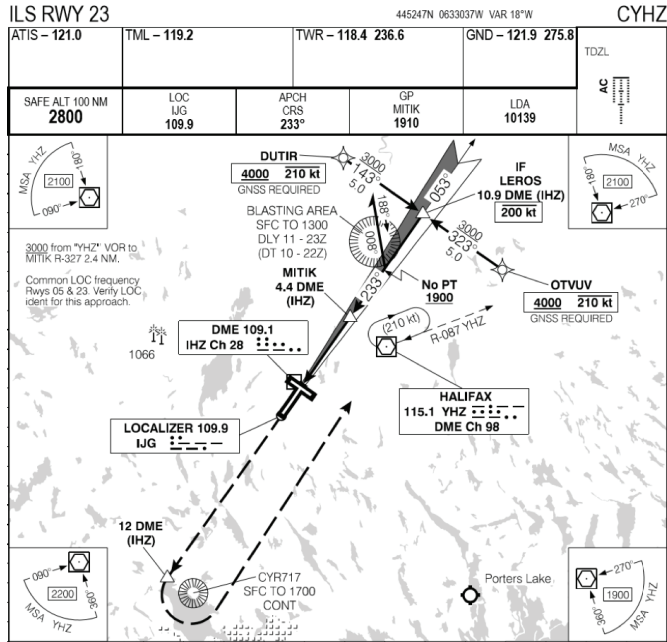 ILS RWY 23
445247N 0633037W VAR 18°W
CYHZ
ATIS – 121.0
TML – 119.2
TWR – 118.4 236.6
GND – 121.9 275.8
TDZL
AC
SAFE ALT 100 NM
2800
LOC
IJG
109.9
APCH
CRS
233°
GP
MITIK
1910
LDA
10139
MSA YHZ
180°
2100
090°
DUTIR
4000 210 kt
GNSS REQUIRED
3000
143°
5.0
IF
LEROS
10.9 DME (IHZ)
200 kt
053°
MSA YHZ
180°
2100
270°
BLASTING AREA
SFC TO 1300
DLY 11 - 23Z
(DT 10 - 22Z)
188°
008°
3000
323°
5.0
3000 from "YHZ" VOR to
MITIK R-327 2.4 NM.
Common LOC frequency
Rwys 05 & 23. Verify LOC
ident for this approach.
MITIK
4.4 DME
(IHZ)
233°
No PT
1900
OTVUV
4000 210 kt
GNSS REQUIRED
(210 kt)
R-087 YHZ
1066
DME 109.1
IHZ Ch 28
HALIFAX
115.1 YHZ
DME Ch 98
LOCALIZER 109.9
IJG
12 DME
(IHZ)
CYR717
SFC TO 1700
CONT
Porters Lake
090°
2200
360°
MSA YHZ
270°
1900
360°
MSA YHZ